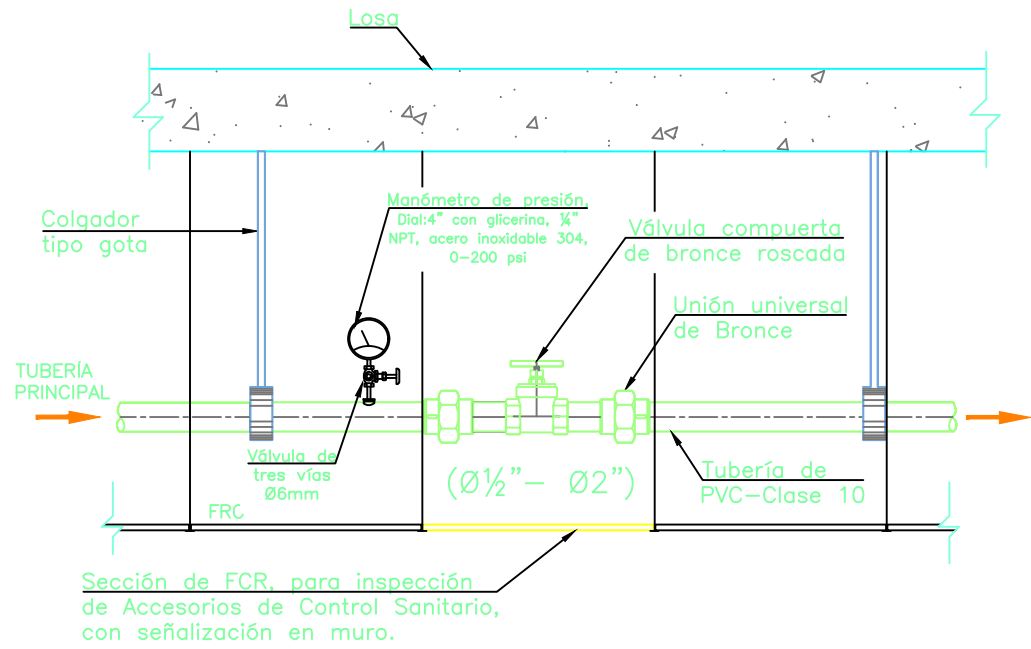 Losa
Colgador
tipo gota
Manómetro de presión,
Dial:4" con glicerina, ¼"
NPT, acero inoxidable 304,
0-200 psi
Válvula compuerta
de bronce roscada
Unión universal
de Bronce
TUBERÍA
PRINCIPAL
Válvula de
tres vías
Ø6mm
(Ø½"- Ø2")
Tubería de
PVC-Clase 10
FRC
Sección de FCR, para inspección
de Accesorios de Control Sanitario,
con señalización en muro.